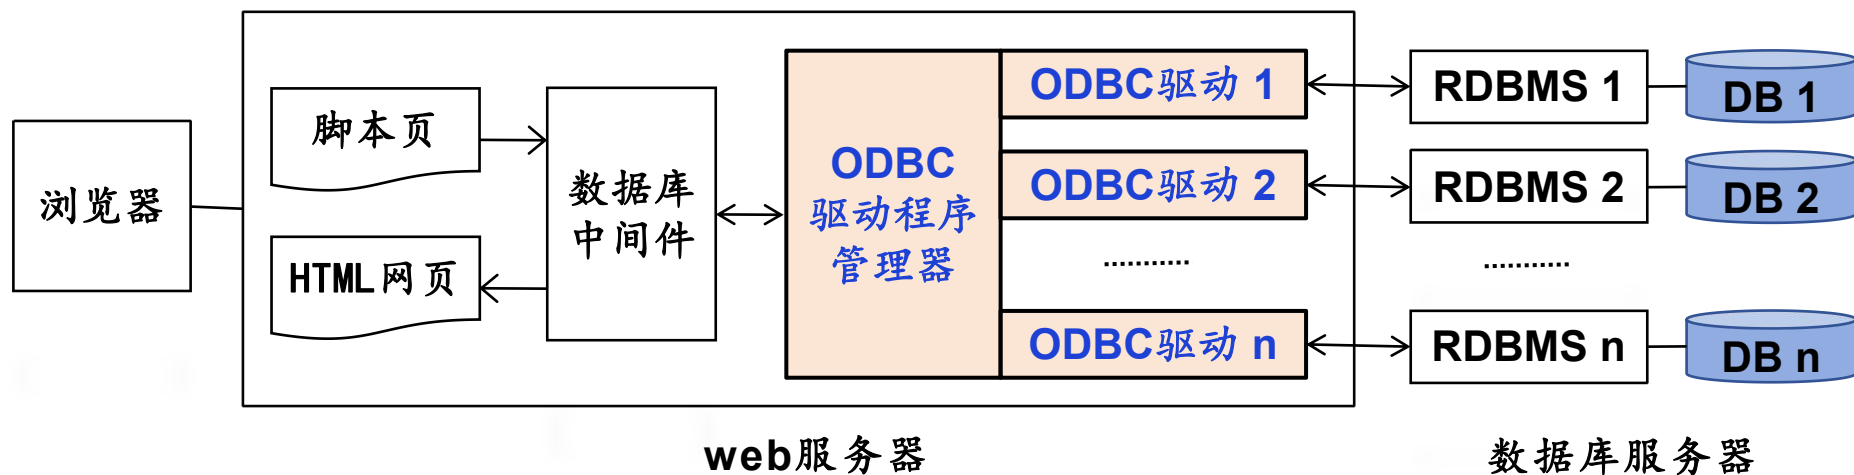 浏览器
脚本页
HTML网页
数据库
中间件
ODBC
驱动程序
管理器
ODBC驱动 1
ODBC驱动 2
...........
ODBC驱动 n
RDBMS 1
RDBMS 2
...........
RDBMS n
DB 1
DB 2
DB n
web服务器
数据库服务器